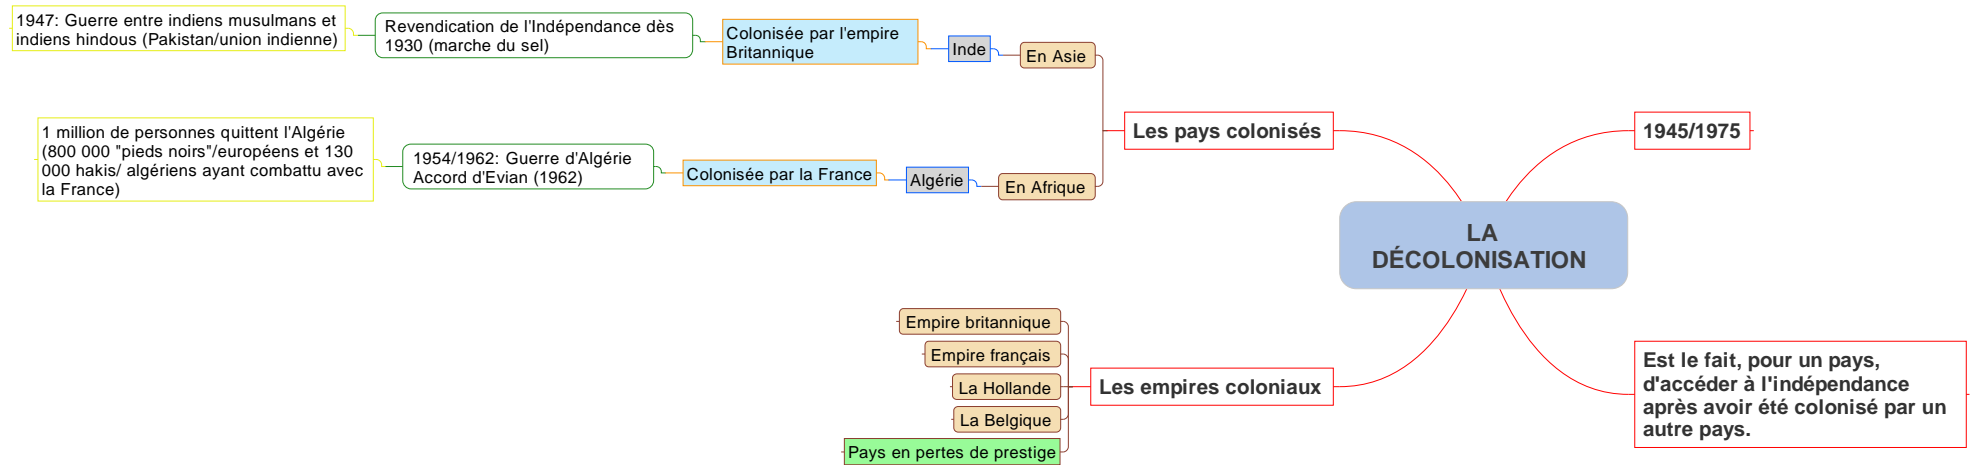 LA
DÉCOLONISATION
1945/1975
Est le fait, pour un pays,
d'accéder à l'indépendance
après avoir été colonisé par un
autre pays.
Les pays colonisés
En Asie
Inde
Colonisée par l'empire
Britannique
Revendication de l'Indépendance dès
1930 (marche du sel)
1947: Guerre entre indiens musulmans et
indiens hindous (Pakistan/union indienne)
En Afrique
Algérie
Colonisée par la France
1954/1962: Guerre d'Algérie
Accord d'Evian (1962)
1 million de personnes quittent l'Algérie
(800 000 "pieds noirs"/européens et 130
000 hakis/ algériens ayant combattu avec
la France)
Les empires coloniaux
Empire britannique
Empire français
La Hollande
La Belgique
Pays en pertes de prestige